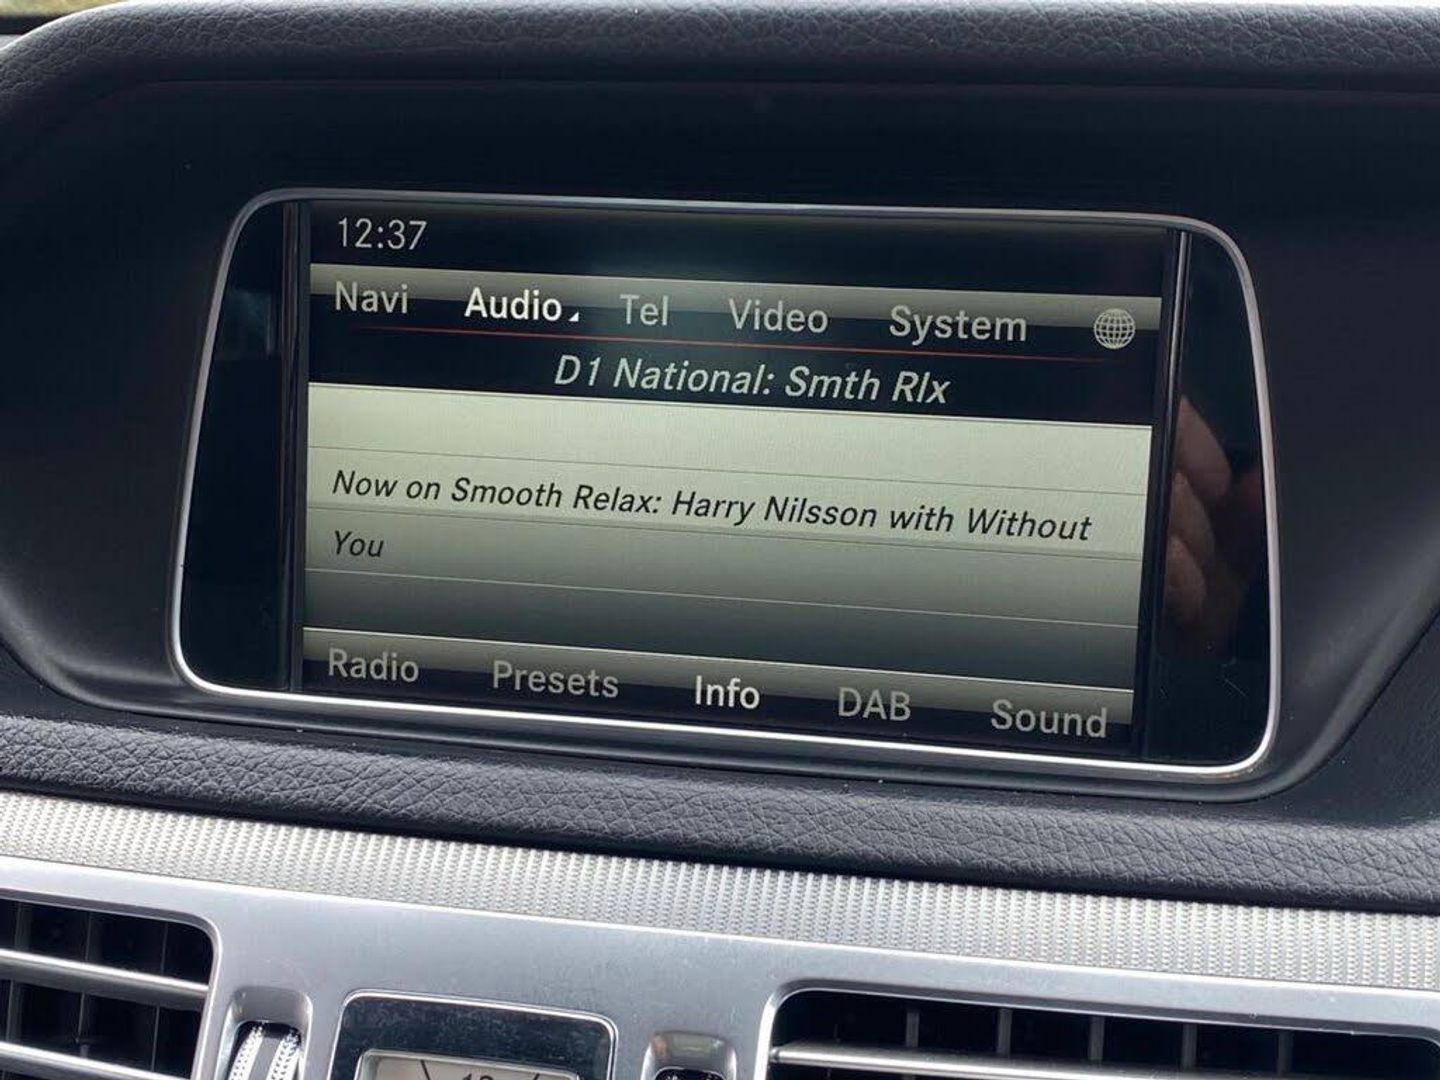 12:37
Navi Audio Tel Video System
D1 National: Smth Rlx
Now on Smooth Relax: Harry Nilsson with Without
You
Radio Presets Info DAB Sound
12